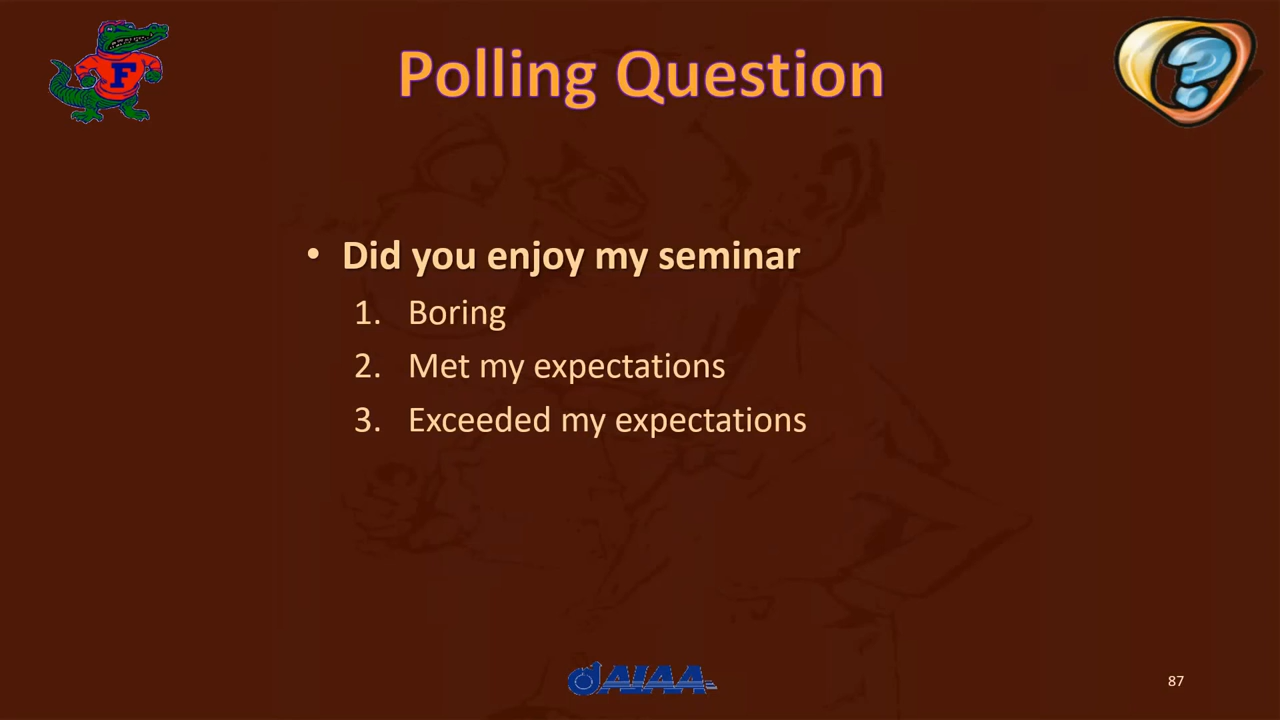 F
Polling Question
• Did you enjoy my seminar
1. Boring
2. Met my expectations
3. Exceeded my expectations
AIAA
87